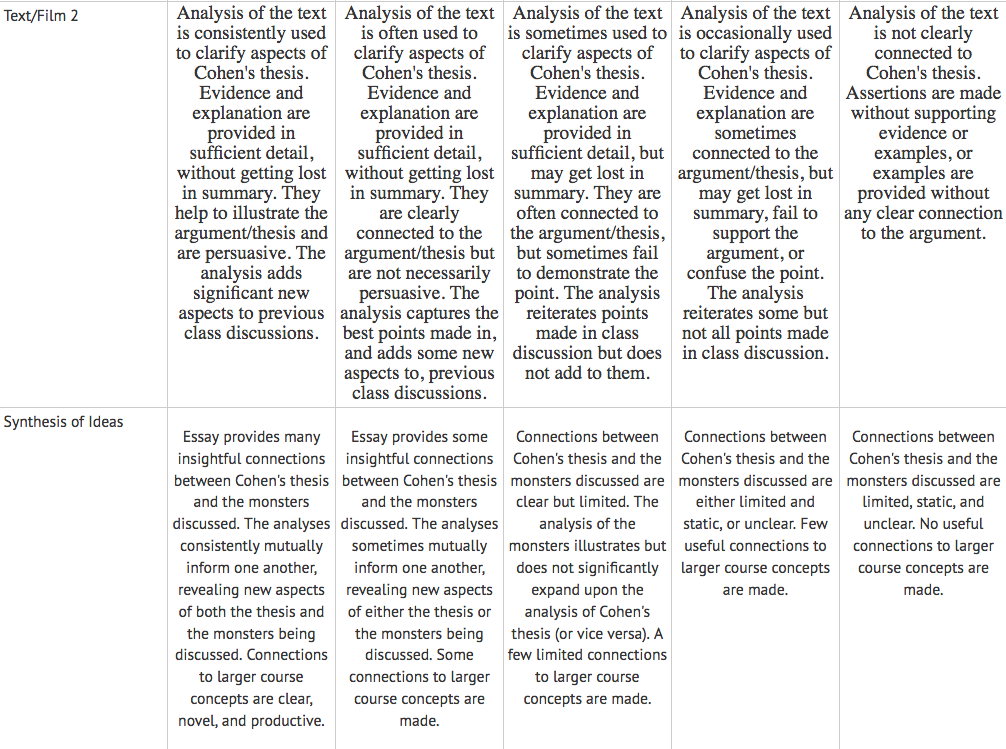 Text/Film 2
Analysis of the text
is consistently used
to clarify aspects of
Cohen's thesis.
Evidence and
explanation are
provided in
sufficient detail,
without getting lost
in summary. They
help to illustrate the
argument/thesis and
are persuasive. The
analysis adds
significant new
aspects to previous
class discussions.
Analysis of the text
is often used to
clarify aspects of
Cohen's thesis.
Evidence and
explanation are
provided in
sufficient detail,
without getting lost
in summary. They
are clearly
connected to the
argument/thesis but
are not necessarily
persuasive. The
analysis captures the
best points made in,
and adds some new
aspects to, previous
class discussions.
Analysis of the text
is sometimes used to
clarify aspects of
Cohen's thesis.
Evidence and
explanation are
provided in
sufficient detail, but
may get lost in
summary. They are
often connected to
the argument/thesis,
but sometimes fail
to demonstrate the
point. The analysis
reiterates points
made in class
discussion but does
not add to them.
Analysis of the text
is occasionally used
to clarify aspects of
Cohen's thesis.
Evidence and
explanation are
sometimes
connected to the
argument/thesis, but
may get lost in
summary, fail to
support the
argument, or
confuse the point.
The analysis
reiterates some but
not all points made
in class discussion.
Analysis of the text
is not clearly
connected to
Cohen's thesis.
Assertions are made
without supporting
evidence or
examples, or
examples are
provided without
any clear connection
to the argument.
Synthesis of Ideas
Essay provides many
insightful connections
between Cohen's thesis
and the monsters
discussed. The analyses
consistently mutually
inform one another,
revealing new aspects
of both the thesis and
the monsters being
discussed. Connections
to larger course
concepts are clear,
novel, and productive.
Essay provides some
insightful connections
between Cohen's thesis
and the monsters
discussed. The analyses
sometimes mutually
inform one another,
revealing new aspects
of either the thesis or
the monsters being
discussed. Some
connections to larger
course concepts are
made.
Connections between
Cohen's thesis and the
monsters discussed are
clear but limited. The
analysis of the
monsters illustrates but
does not significantly
expand upon the
analysis of Cohen's
thesis (or vice versa). A
few limited connections
to larger course
concepts are made.
Connections between
Cohen's thesis and the
monsters discussed are
either limited and
static, or unclear. Few
useful connections to
larger course concepts
are made.
Connections between
Cohen's thesis and the
monsters discussed are
limited, static, and
unclear. No useful
connections to larger
course concepts are
made.